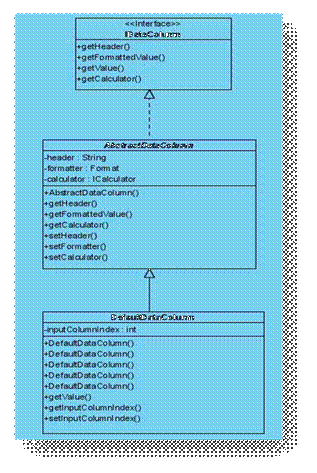 <<Interface>>
IDataColumn
+getHeader()
+getFormattedValue()
+getValue()
+getCalculator()
AbstractDataColumn
-header : String
-formatter : Format
-calculator : ICalculator
+AbstractDataColumn()
+getHeader()
+getFormattedValue()
+getCalculator()
+setHeader()
+setFormatter()
+setCalculator()
DefaultDataColumn
-inputColumnIndex : int
+DefaultDataColumn()
+DefaultDataColumn()
+DefaultDataColumn()
+DefaultDataColumn()
+DefaultDataColumn()
+getValue()
+getInputColumnIndex()
+setInputColumnIndex()